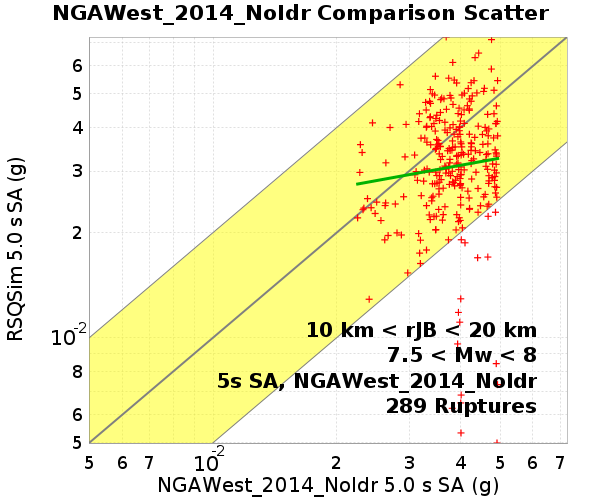 NGAWest_2014_NoIdr Comparison Scatter
RSQSim 5.0 s SA (g)
6
5
4
3
2
10-2
8
7
6
5
10 km < rJB < 20 km
7.5 < Mw < 8
5s SA, NGAWest_2014_NoIdr
289 Ruptures
5 6 7 10-2 2 3 4 5 6 7
NGAWest_2014_NoIdr 5.0 s SA (g)